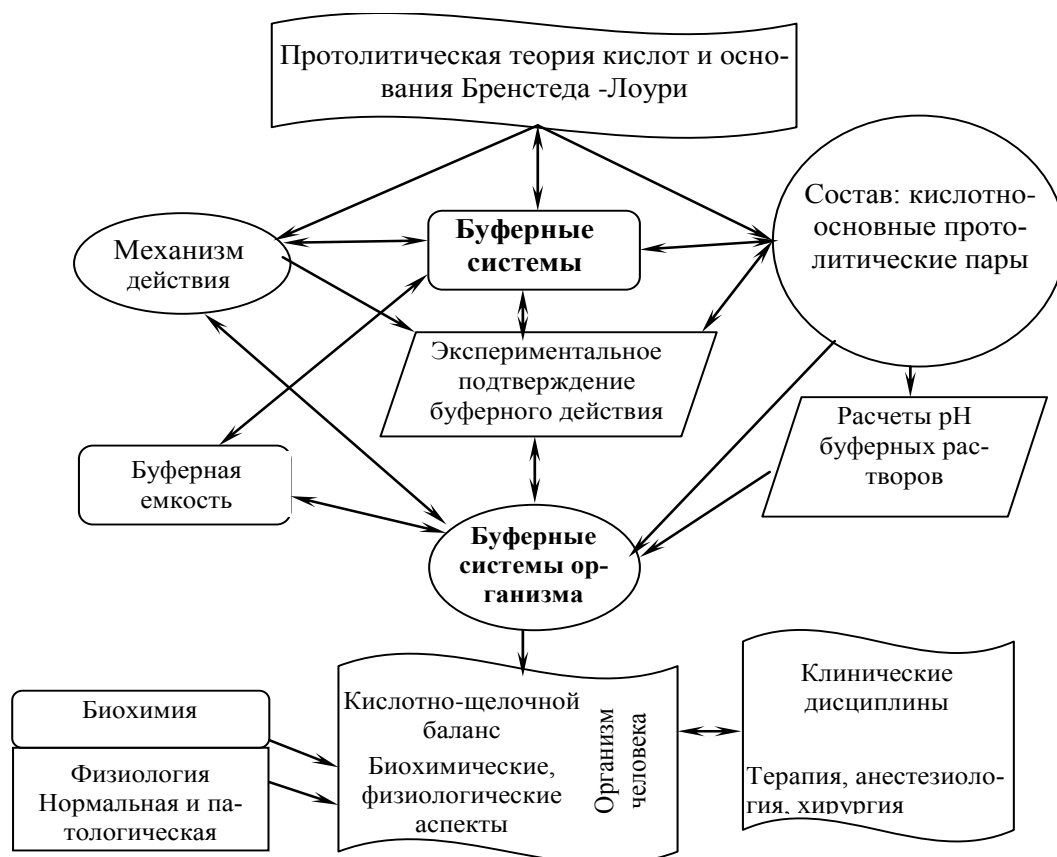 Протолитическая теория кислот и осно-
вания Бренстеда -Лоури
Состав: кислотно-
основные прото-
литические пары
Механизм
действия
Буферные
системы
Экспериментальное
подтверждение
буферного действия
Расчеты pH
буферных рас-
творов
Буферная
емкость
Буферные
системы ор-
ганизма
Биохимия
Физиология
Нормальная и па-
тологическая
Кислотно-щелочной
баланс
Биохимические,
физиологические
аспекты
Организм
человека
Клинические
дисциплины
Терапия, анестезиоло-
гия, хирургия